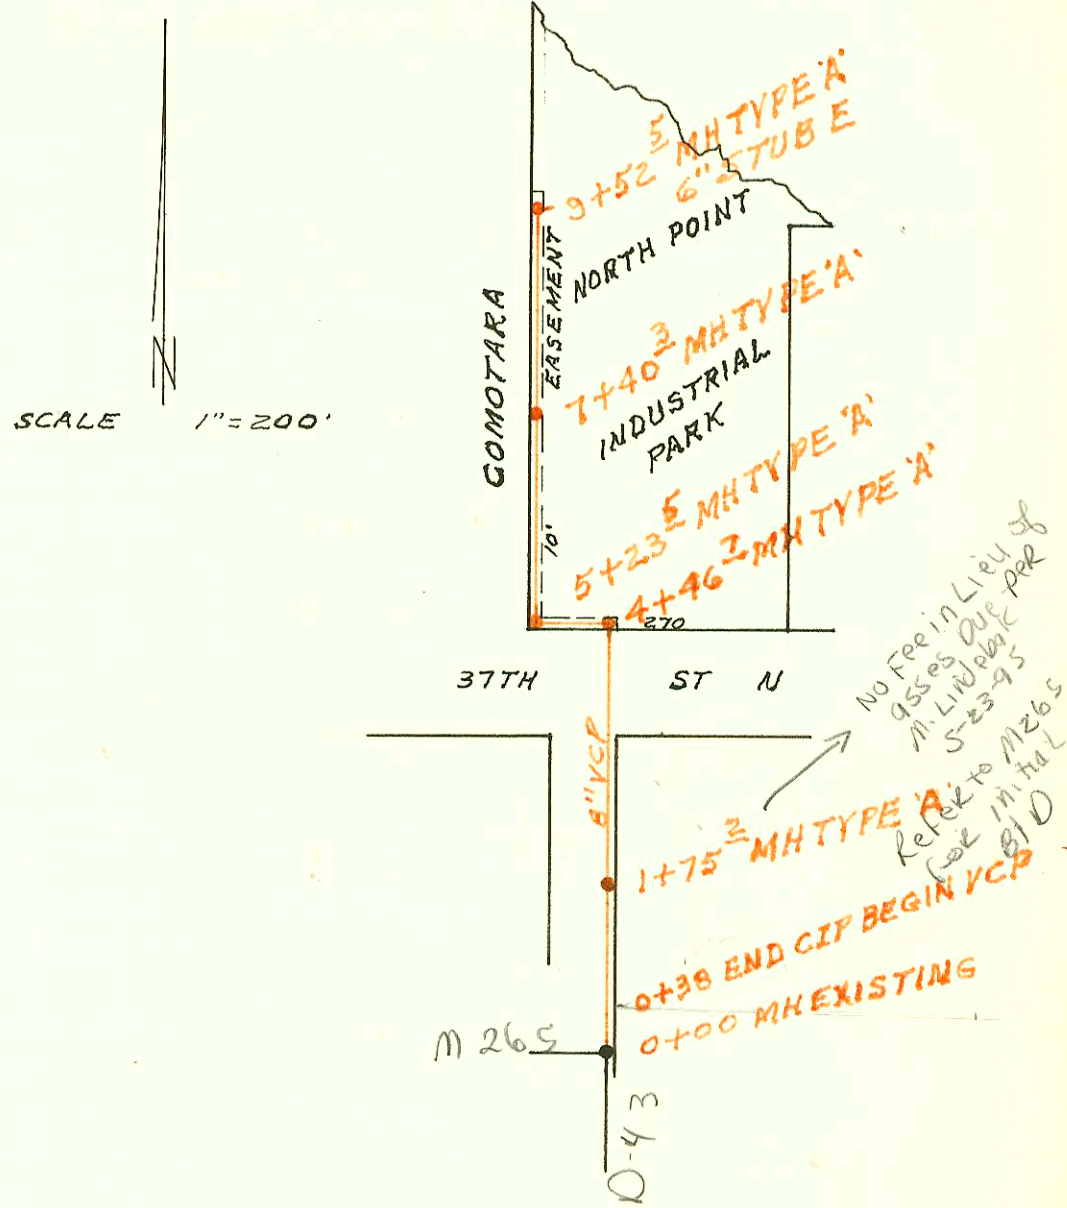 9+52 5 MH TYPE 'A'
6" STUB E
NORTH POINT
EASEMENT
GOMOTARA
7+40 3 MH TYPE 'A'
INDUSTRIAL
PARK
N
SCALE 1"=200'
10'
5+23 5 MH TYPE 'A'
4+46 7 MH TYPE 'A'
270
37TH ST N
No Fee in Lieu of
asses Due per
M. Lindebak
5-23-95
Refer to M26S
for initial
BID
8" VCP
1+75 2 MH TYPE 'A'
0+38 END CIP BEGIN VCP
0+00 MH EXISTING
M 26 S
D-43